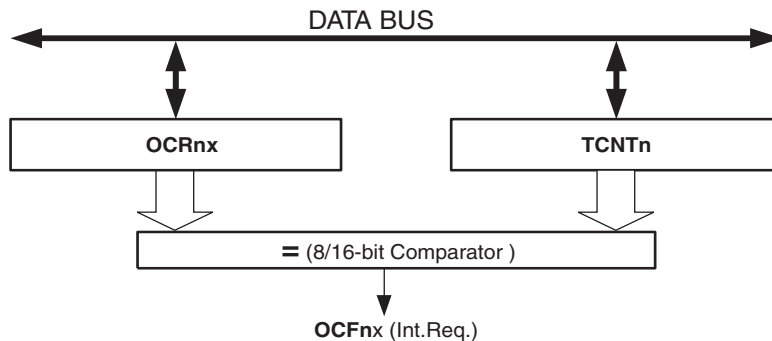 DATA BUS
OCRnx
TCNTn
= (8/16-bit Comparator )
OCFnx (Int.Req.)